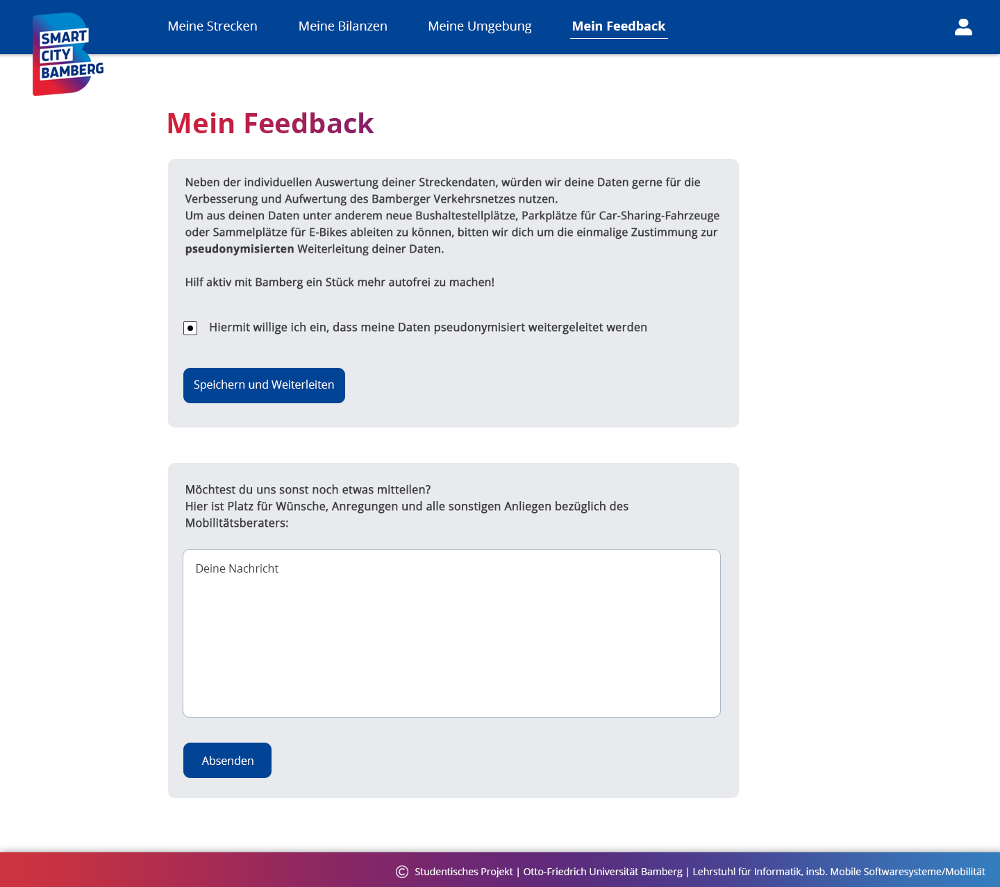 SMART
CITY
BAMBERG
Meine Strecken Meine Bilanzen Meine Umgebung Mein Feedback
Mein Feedback
Neben der individuellen Auswertung deiner Streckendaten, würden wir deine Daten gerne für die
Verbesserung und Aufwertung des Bamberger Verkehrsnetzes nutzen.
Um aus deinen Daten unter anderem neue Bushaltestellplätze, Parkplätze für Car-Sharing-Fahrzeuge
oder Sammelplätze für E-Bikes ableiten zu können, bitten wir dich um die einmalige Zustimmung zur
pseudonymisierten Weiterleitung deiner Daten.
Hilf aktiv mit Bamberg ein Stück mehr autofrei zu machen!
Hiermit willige ich ein, dass meine Daten pseudonymisiert weitergeleitet werden
Speichern und Weiterleiten
Möchtest du uns sonst noch etwas mitteilen?
Hier ist Platz für Wünsche, Anregungen und alle sonstigen Anliegen bezüglich des
Mobilitätsberaters:
Deine Nachricht
Absenden
© Studentisches Projekt | Otto-Friedrich Universität Bamberg | Lehrstuhl für Informatik, insb. Mobile Softwaresysteme/Mobilität